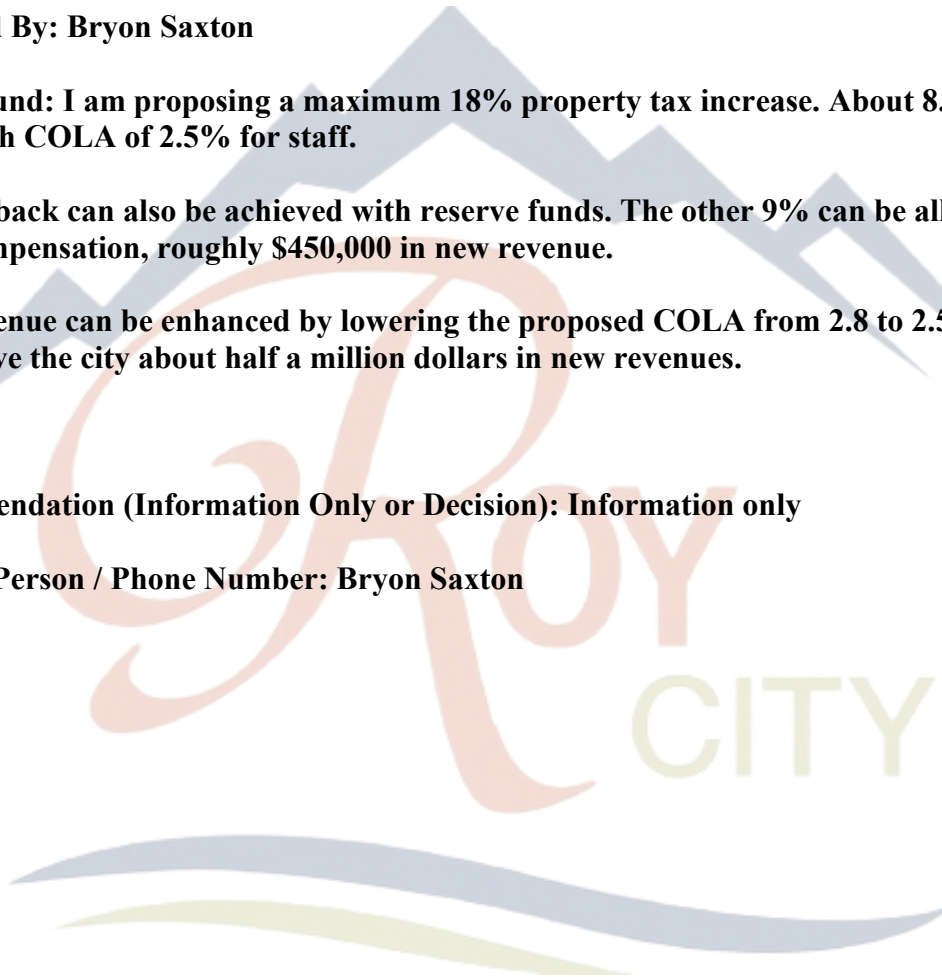 By: Bryon Saxton
und: I am proposing a maximum 18% property tax increase. About 8.
h COLA of 2.5% for staff.
back can also be achieved with reserve funds. The other 9% can be all
mpensation, roughly $450,000 in new revenue.
enue can be enhanced by lowering the proposed COLA from 2.8 to 2.5
ve the city about half a million dollars in new revenues.
endation (Information Only or Decision): Information only
Person / Phone Number: Bryon Saxton
ROY
CITY